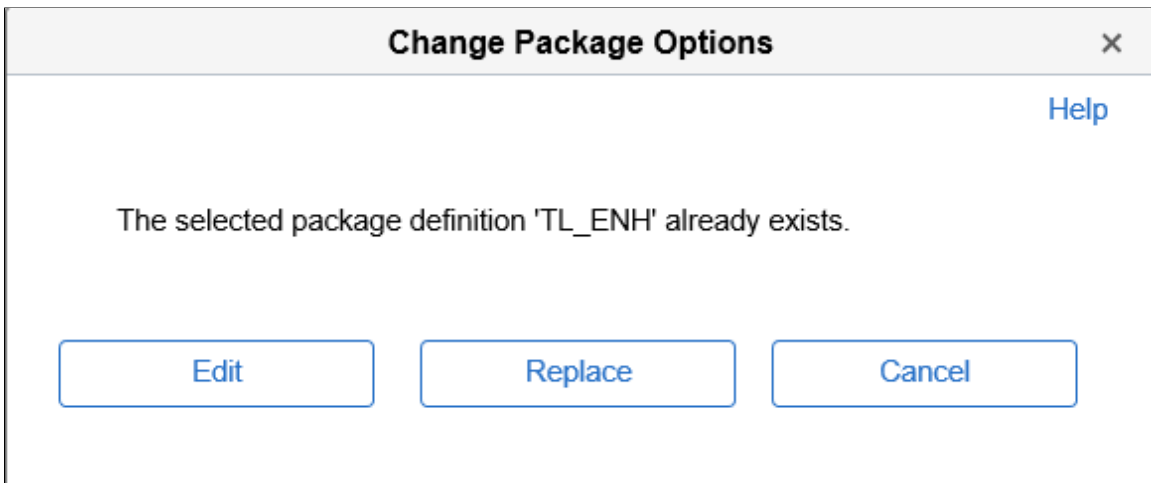 Change Package Options ×
Help
The selected package definition 'TL_ENH' already exists.
Edit Replace Cancel